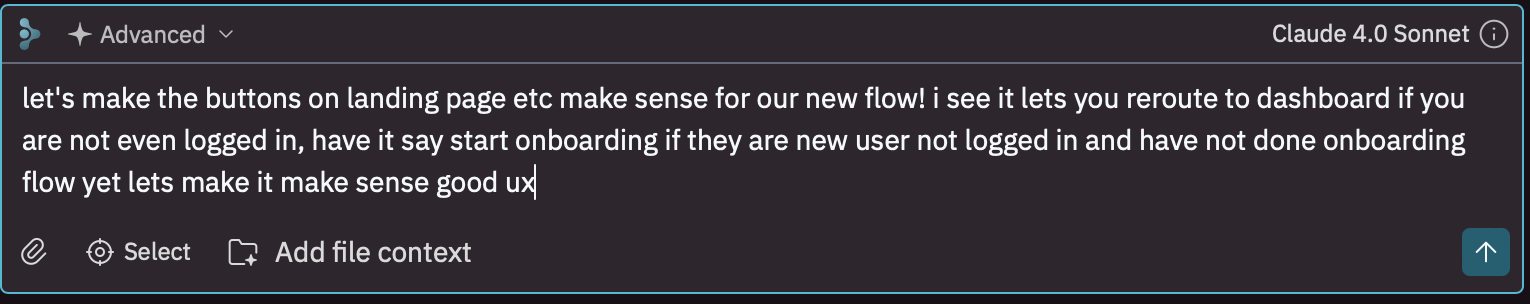 Advanced
Claude 4.0 Sonnet
let's make the buttons on landing page etc make sense for our new flow! i see it lets you reroute to dashboard if you
are not even logged in, have it say start onboarding if they are new user not logged in and have not done onboarding
flow yet lets make it make sense good ux
Select
Add file context